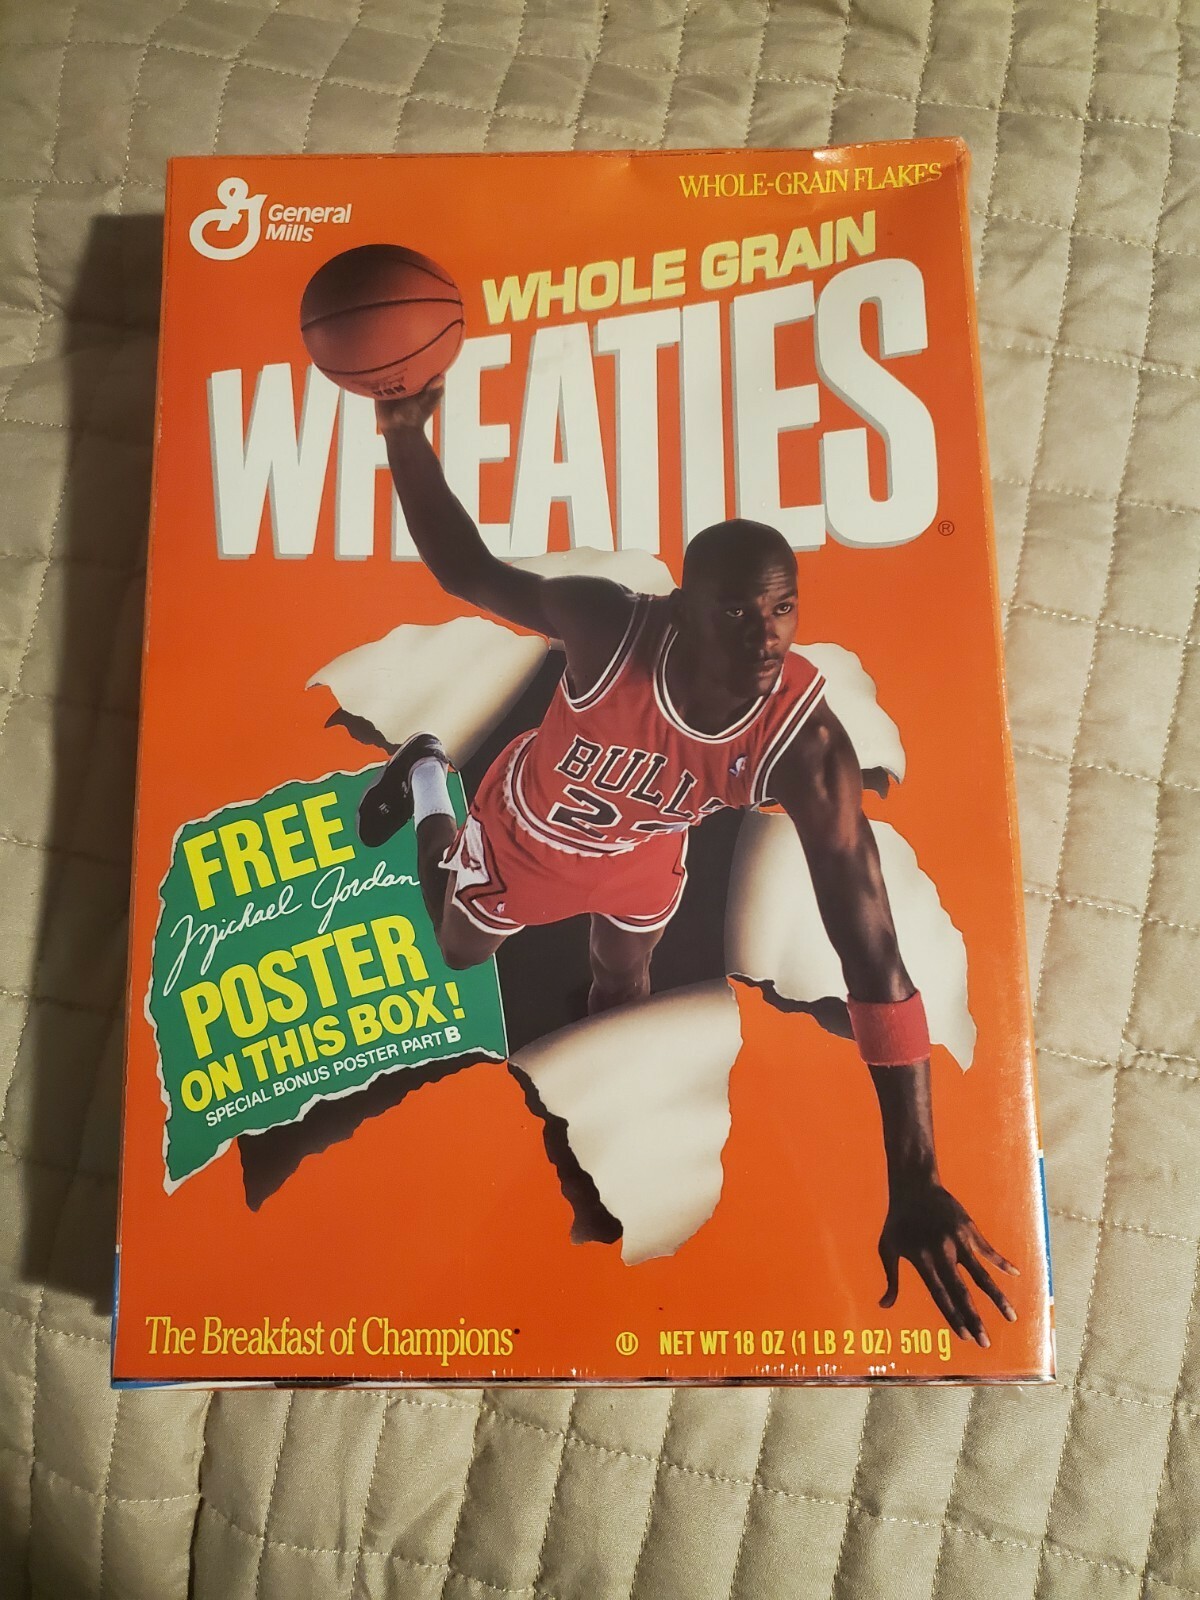 General
Mills
WHOLE-GRAIN FLAKES
WHOLE GRAIN
WHEATIES
®
NBA
BULLS
FREE
Michael Jordan
POSTER
ON THIS BOX!
SPECIAL BONUS POSTER PART B
The Breakfast of Champions
U NET WT 18 OZ (1 LB 2 OZ) 510 g